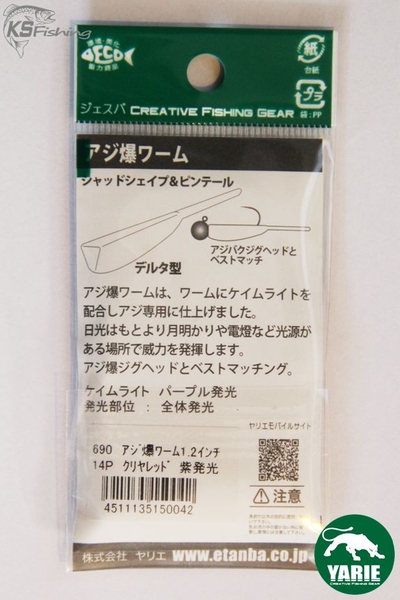 KSFishing
環境・美化
ECO
協力商品
紙
台紙
プラ
袋:PP
ジェスパ CREATIVE FISHING GEAR
アジ爆ワーム
シャッドシェイプ&ピンテール
アジバクジグヘッドと
ベストマッチ
デルタ型
アジ爆ワームは、ワームにケイムライトを
配合しアジ専用に仕上げました。
日光はもとより月明かりや電燈など光源が
ある場所で威力を発揮します。
アジ爆ジグヘッドとベストマッチング。
ケイムライト パープル発光
発光部位 : 全体発光
ヤリエモバイルサイト
690 アジ爆ワーム1.2インチ
14P クリヤレッド 紫発光
4511135150042
注意
株式会社 ヤリエ www.etanba.co.jp
YARIE
CREATIVE FISHING GEAR